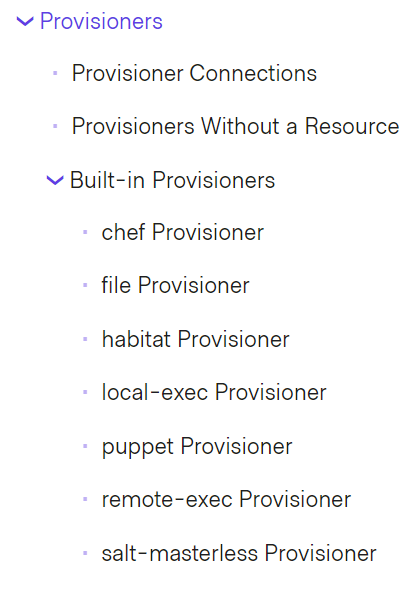 Provisioners
Provisioner Connections
Provisioners Without a Resource
Built-in Provisioners
chef Provisioner
file Provisioner
habitat Provisioner
local-exec Provisioner
puppet Provisioner
remote-exec Provisioner
salt-masterless Provisioner